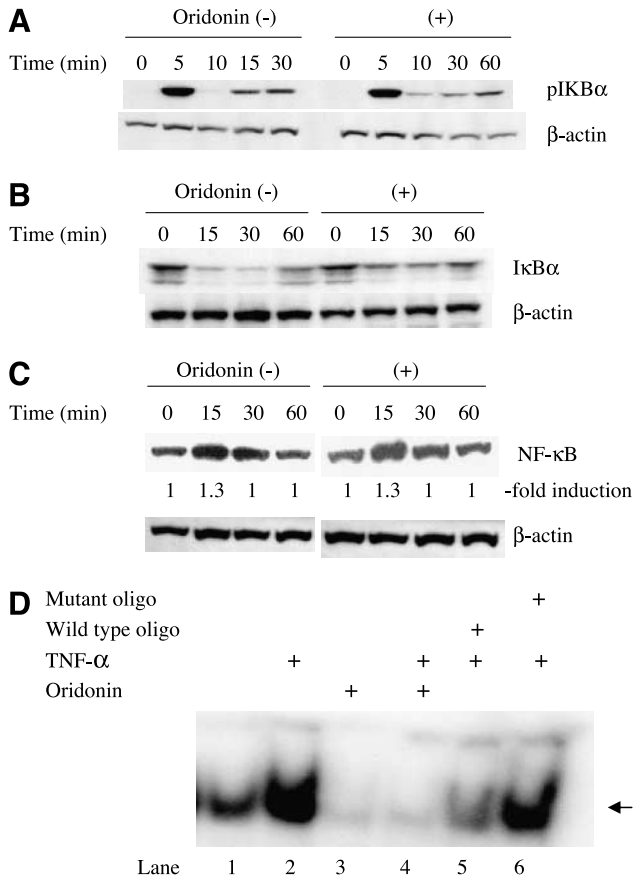 A
Oridonin (-) (+)
Time (min) 0 5 10 15 30 0 5 10 30 60
pIKBα
β-actin
B
Oridonin (-) (+)
Time (min) 0 15 30 60 0 15 30 60
IκBα
β-actin
C
Oridonin (-) (+)
Time (min) 0 15 30 60 0 15 30 60
NF-κB
1 1.3 1 1 1 1.3 1 1 -fold induction
β-actin
D
Mutant oligo +
Wild type oligo +
TNF-α + + + +
Oridonin + +
Lane 1 2 3 4 5 6